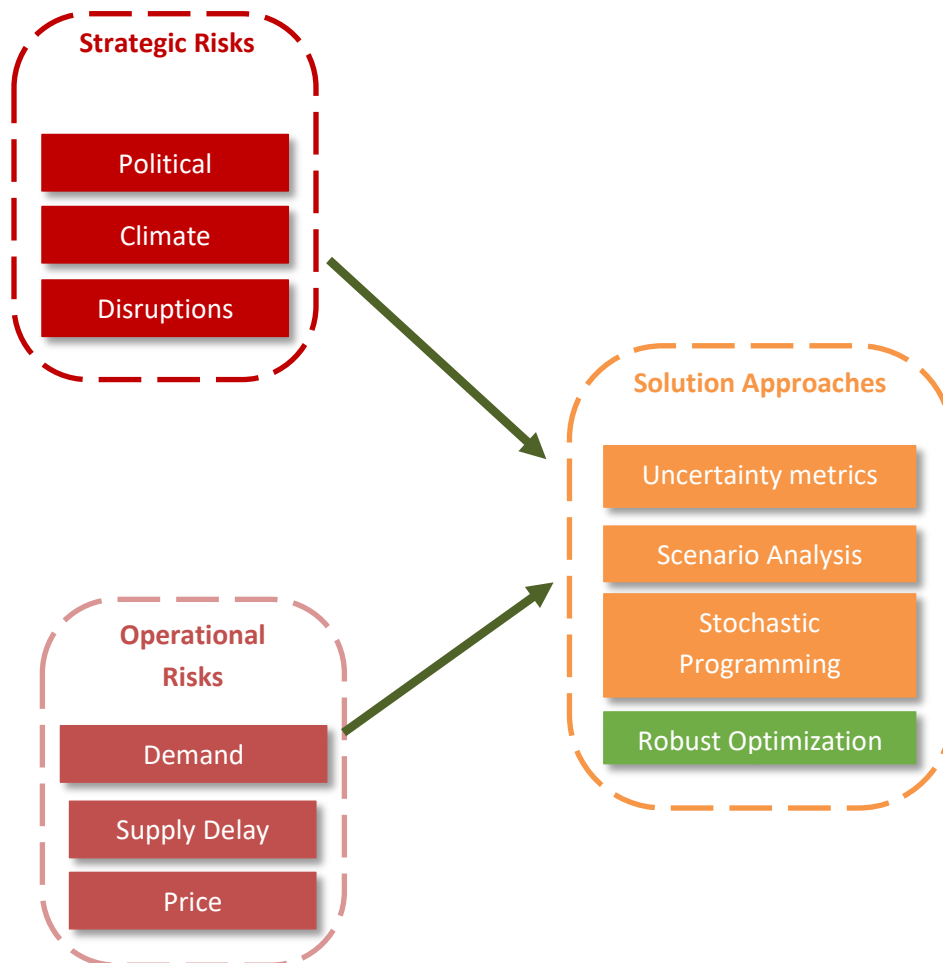 Strategic Risks
Political
Climate
Disruptions
Solution Approaches
Uncertainty metrics
Scenario Analysis
Stochastic
Programming
Robust Optimization
Operational
Risks
Demand
Supply Delay
Price